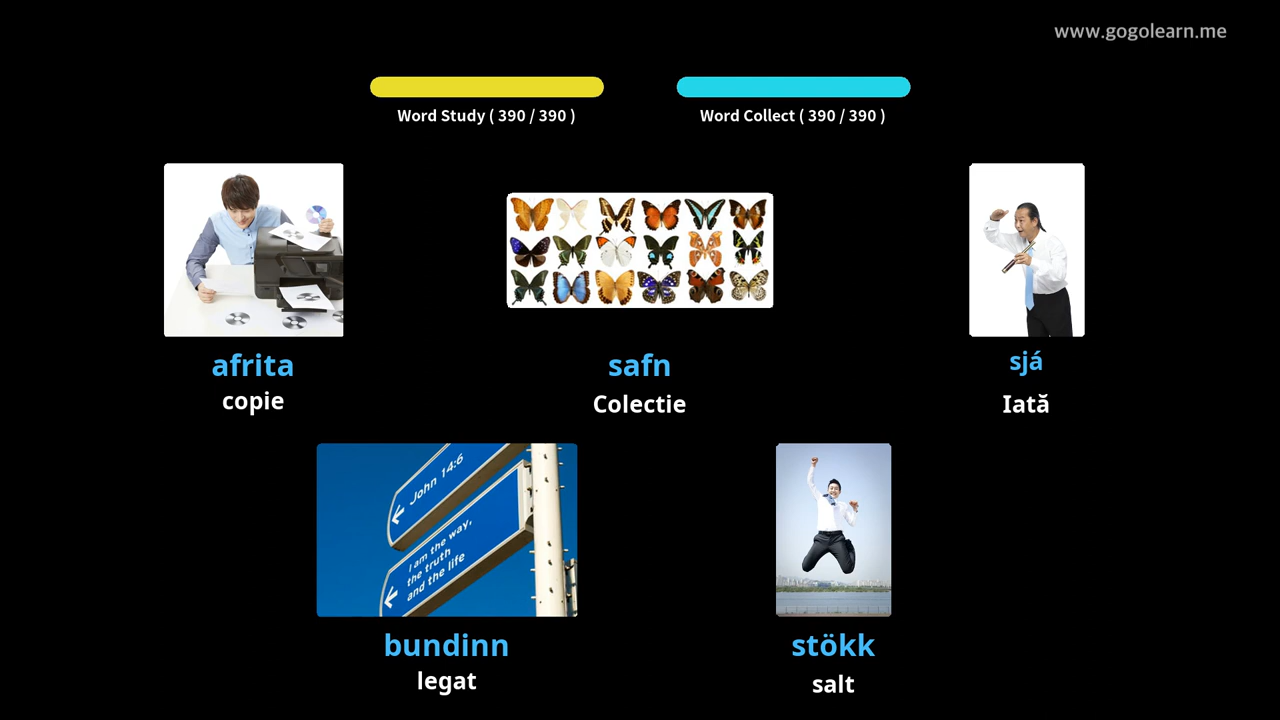 www.gogolearn.me
Word Study ( 390 / 390 )
Word Collect ( 390 / 390 )
afrita
copie
safn
Colectie
sjá
Iată
John 14:6
I am the way,
the truth
and the life
bundinn
legat
stökk
salt